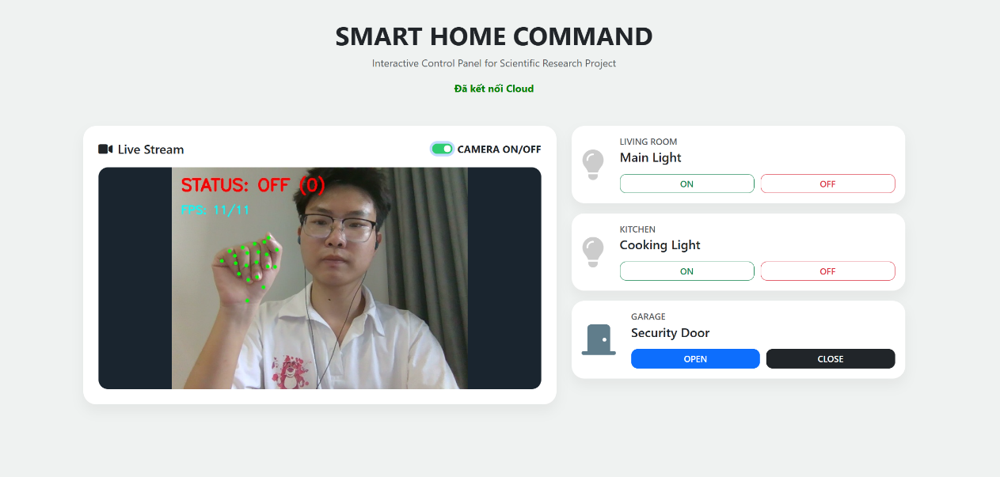 SMART HOME COMMAND
Interactive Control Panel for Scientific Research Project
Đã kết nối Cloud
Live Stream
CAMERA ON/OFF
STATUS: OFF (0)
FPS: 11/11
LIVING ROOM
Main Light
ON OFF
KITCHEN
Cooking Light
ON OFF
GARAGE
Security Door
OPEN CLOSE